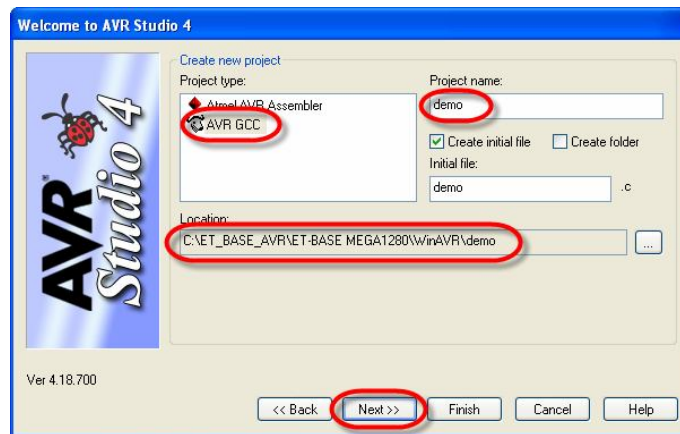 Welcome to AVR Studio 4
AVR® Studio 4
Create new project
Project type:
Atmel AVR Assembler
AVR GCC
Project name:
demo
Create initial file
Create folder
Initial file:
demo
.c
Location:
C:\ET_BASE_AVR\ET-BASE MEGA1280\WinAVR\demo
...
Ver 4.18.700
<< Back
Next >>
Finish
Cancel
Help